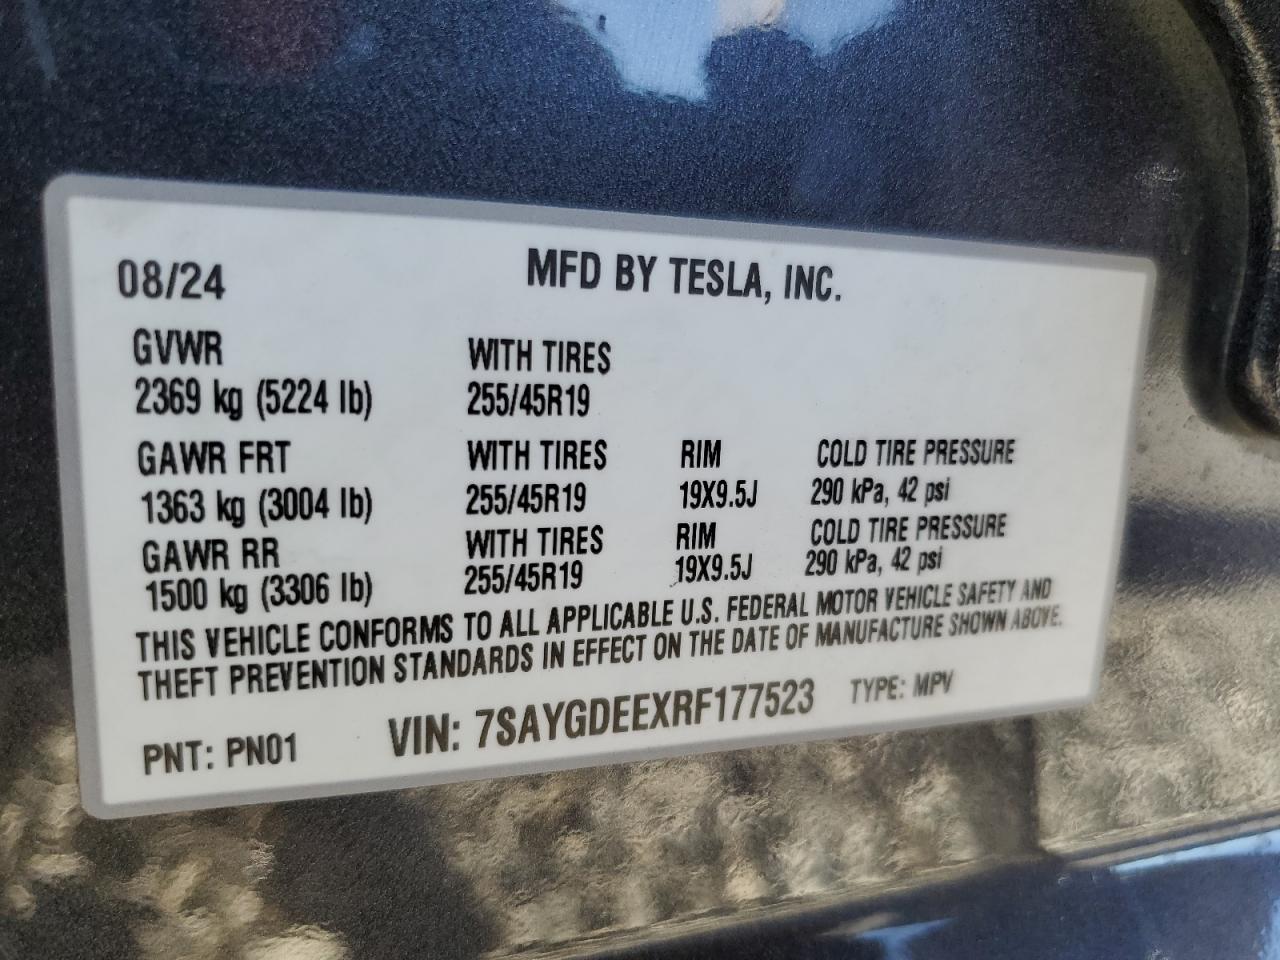 08/24 MFD BY TESLA, INC.
GVWR WITH TIRES
2369 kg (5224 lb) 255/45R19
GAWR FRT WITH TIRES RIM COLD TIRE PRESSURE
1363 kg (3004 lb) 255/45R19 19X9.5J 290 kPa, 42 psi
GAWR RR WITH TIRES RIM COLD TIRE PRESSURE
1500 kg (3306 lb) 255/45R19 19X9.5J 290 kPa, 42 psi
THIS VEHICLE CONFORMS TO ALL APPLICABLE U.S. FEDERAL MOTOR VEHICLE SAFETY AND
THEFT PREVENTION STANDARDS IN EFFECT ON THE DATE OF MANUFACTURE SHOWN ABOVE.
PNT: PN01 VIN: 7SAYGDEEXRF177523 TYPE: MPV